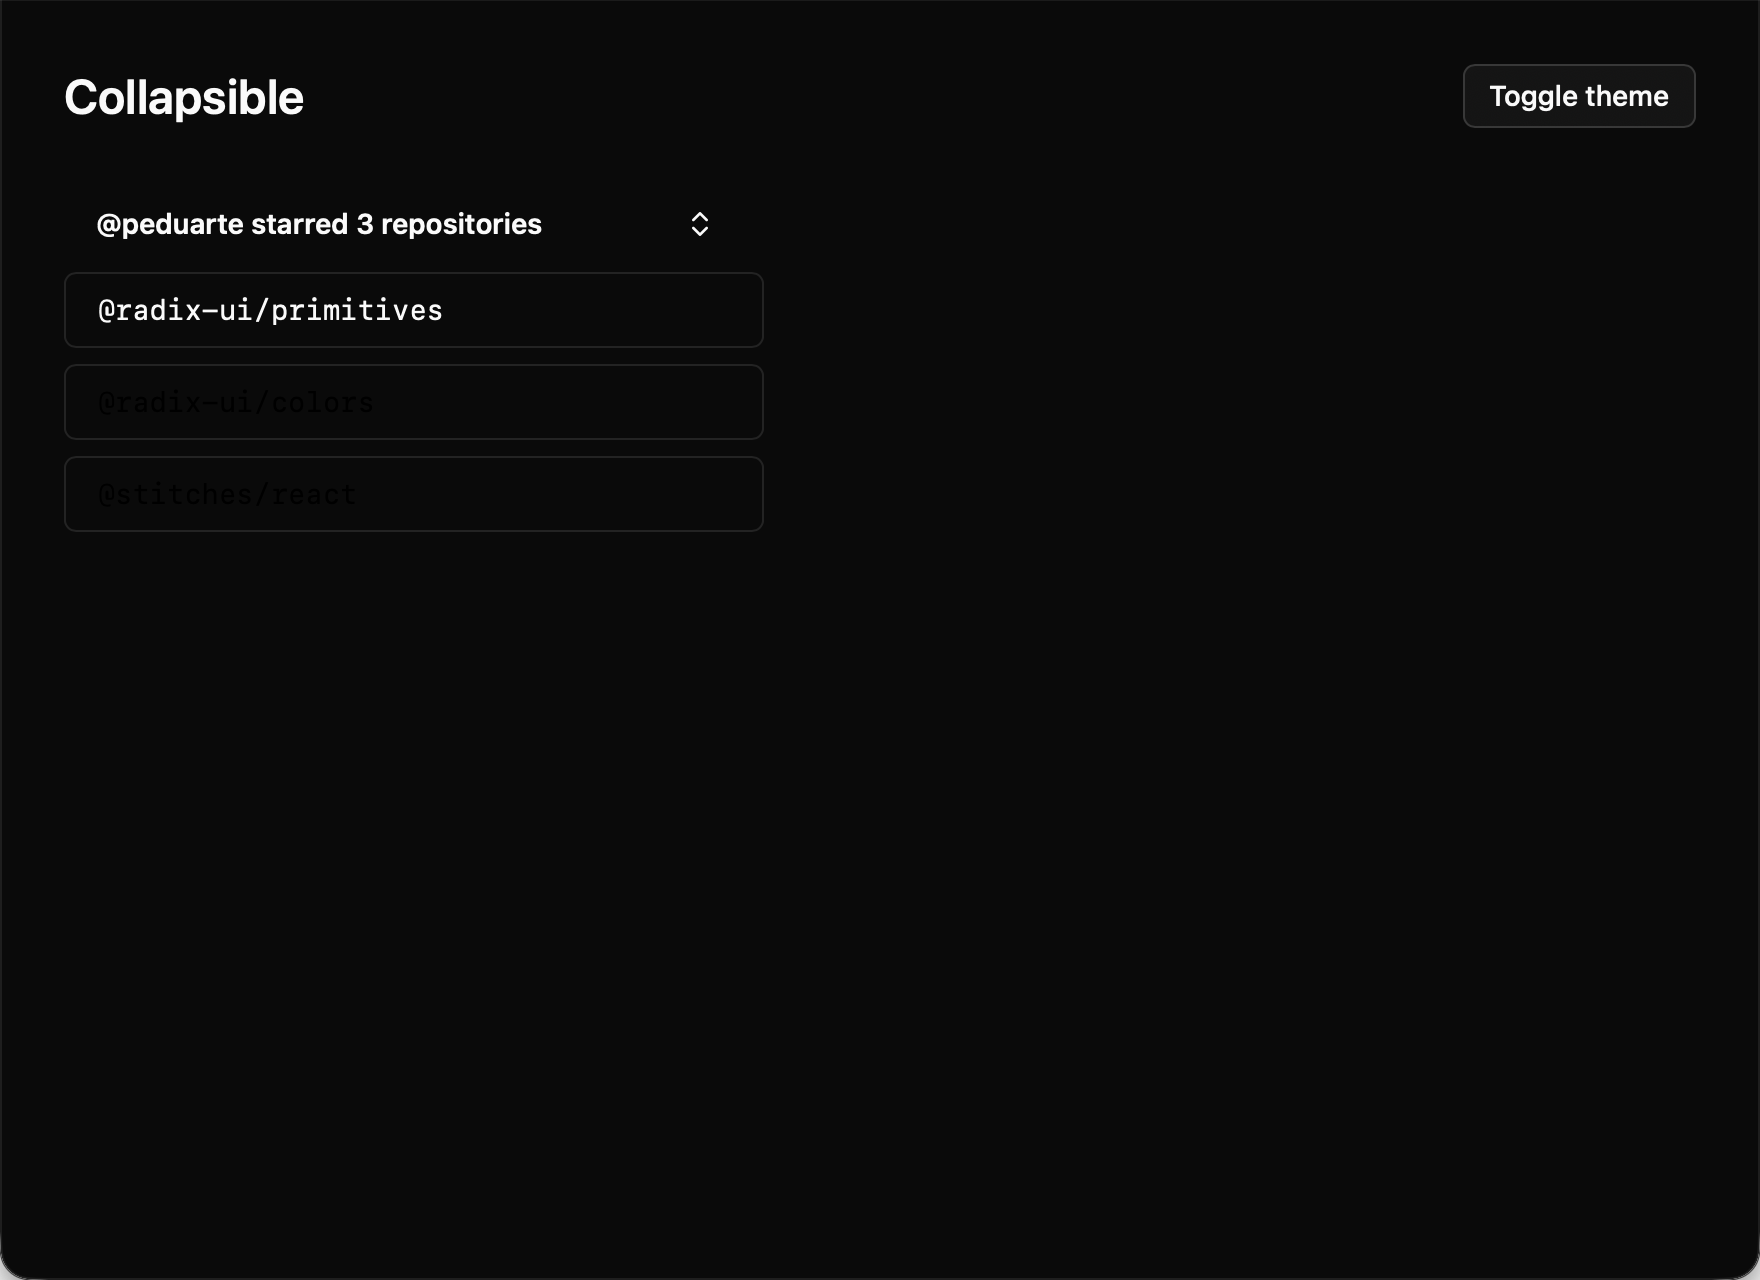 Collapsible
Toggle theme
@peduarte starred 3 repositories
@radix-ui/primitives
@radix-ui/colors
@stitches/react